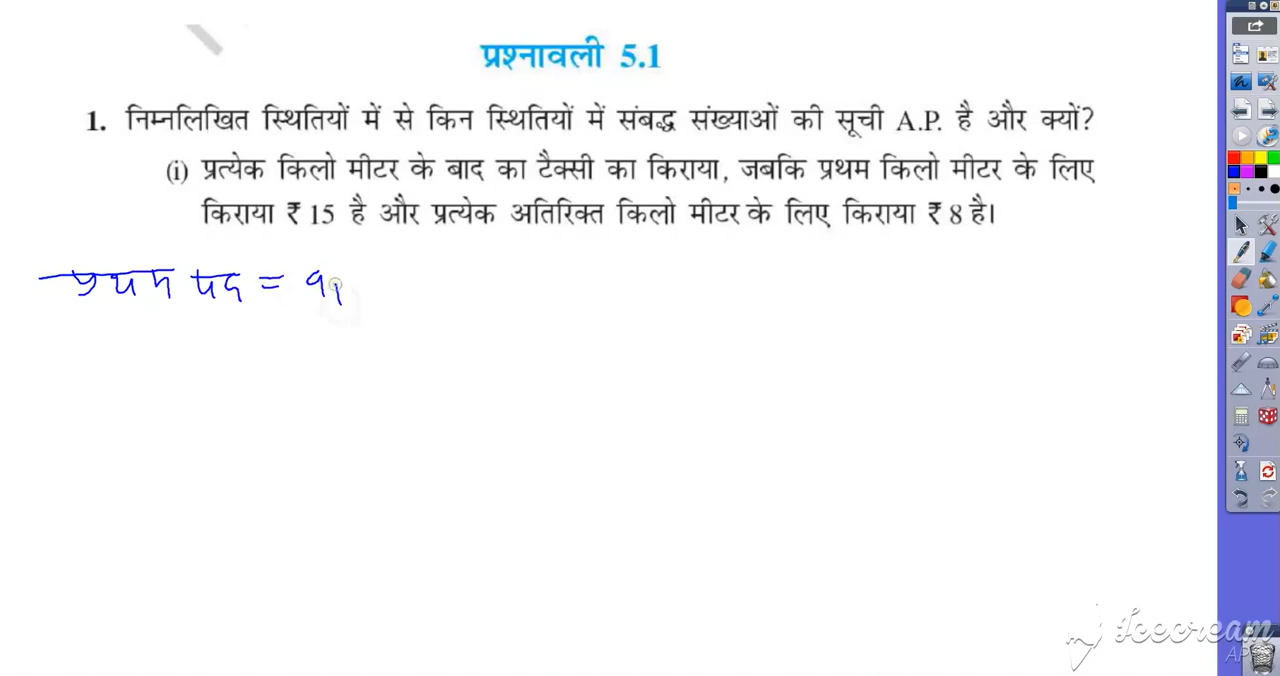 प्रश्नावली 5.1
1. निम्नलिखित स्थितियों में से किन स्थितियों में संबद्ध संख्याओं की सूची A.P. है और क्यों?
(i) प्रत्येक किलो मीटर के बाद का टैक्सी का किराया, जबकि प्रथम किलो मीटर के लिए
किराया ₹ 15 है और प्रत्येक अतिरिक्त किलो मीटर के लिए किराया ₹ 8 है।
प्रथम पद = a₁
Icecream